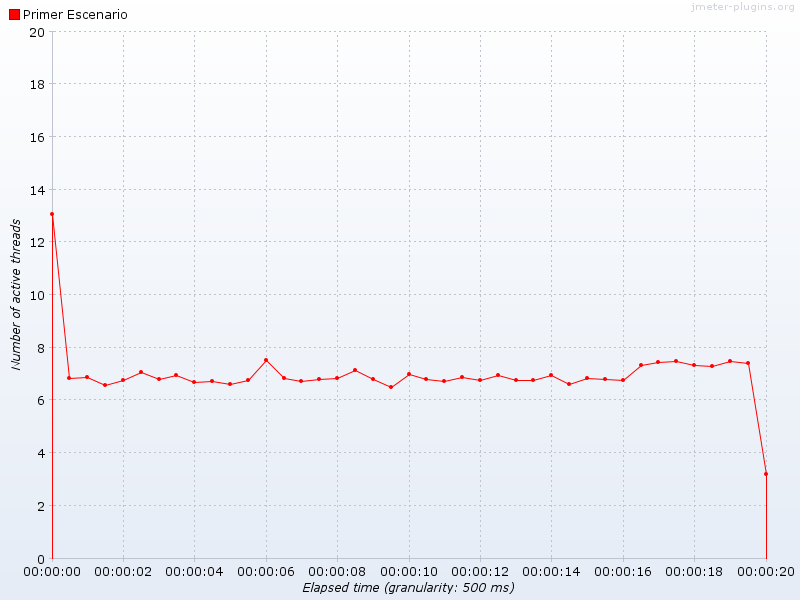 jmeter-plugins.org
Primer Escenario
20
18
16
14
12
10
8
6
4
2
0
Number of active threads
00:00:00 00:00:02 00:00:04 00:00:06 00:00:08 00:00:10 00:00:12 00:00:14 00:00:16 00:00:18 00:00:20
Elapsed time (granularity: 500 ms)